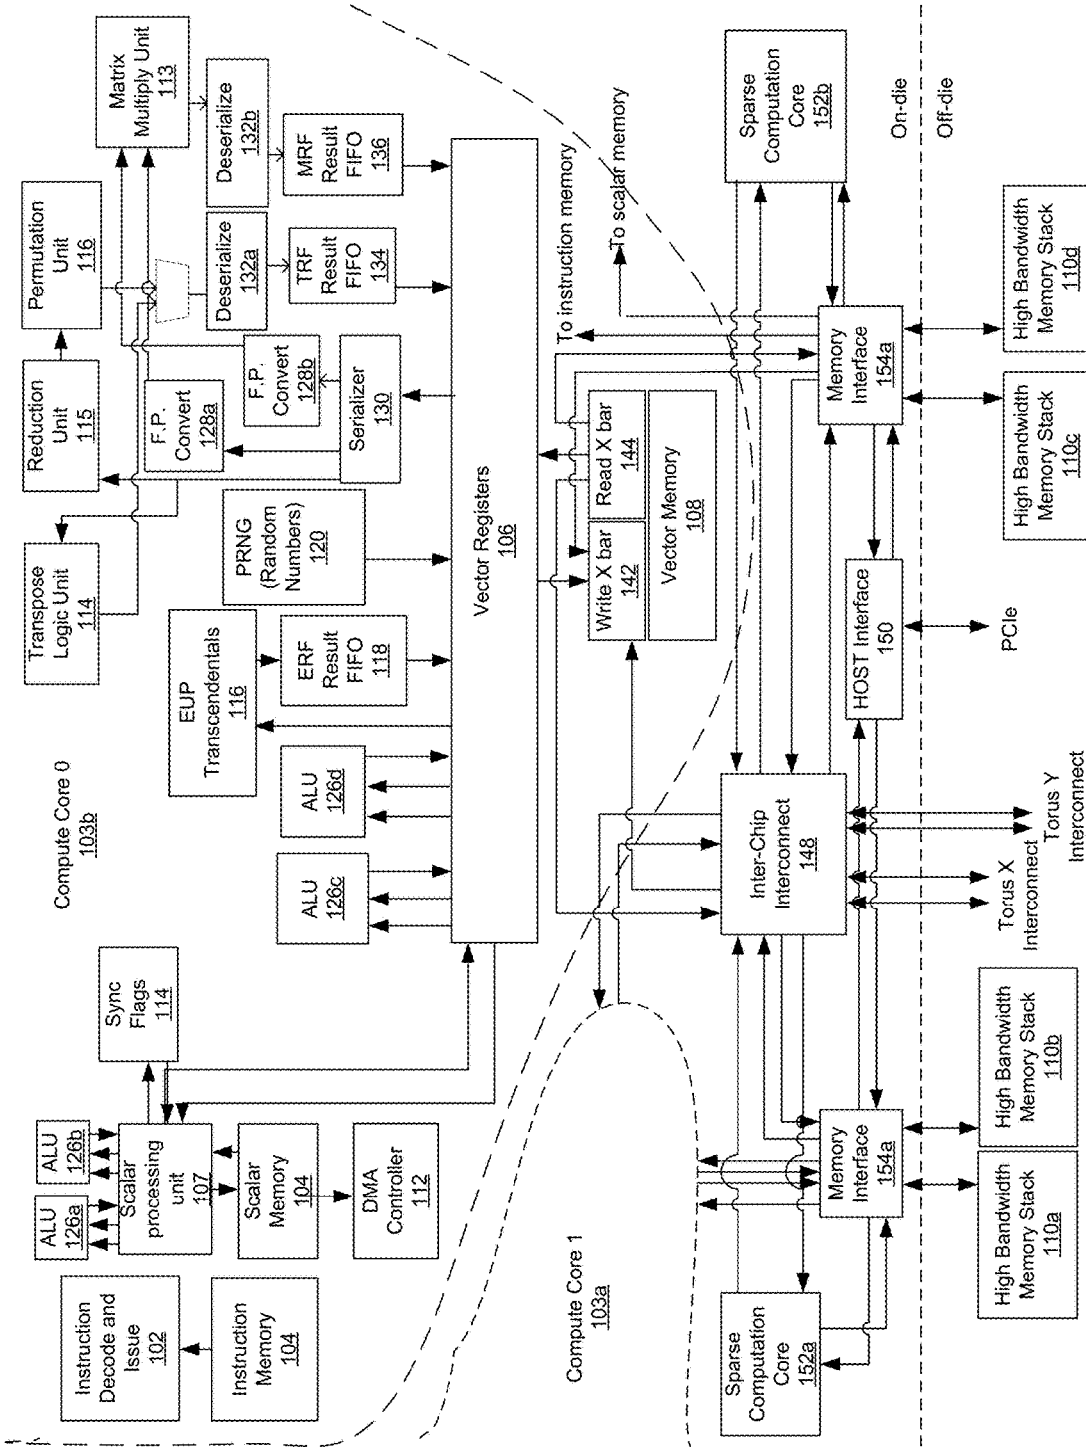 Compute Core 0
103b
Instruction
Decode and
Issue
102
Instruction
Memory
104
ALU
126a
ALU
126b
Scalar
processing
unit
107
Scalar
Memory
104
DMA
Controller
112
Sync
Flags
114
ALU
126c
ALU
126d
EUP
Transcendentals
116
ERF
Result
FIFO
118
PRNG
(Random
Numbers)
120
Transpose
Logic Unit
114
Reduction
Unit
115
Permutation
Unit
116
Matrix
Multiply Unit
113
F.P.
Convert
128a
F.P.
Convert
128b
Serializer
130
Deserialize
132a
Deserialize
132b
TRF
Result
FIFO
134
MRF
Result
FIFO
136
Vector Registers
106
Write X bar
142
Read X bar
144
Vector Memory
108
To instruction memory
To scalar memory
Compute Core 1
103a
Sparse
Computation
Core
152a
Inter-Chip
Interconnect
148
Sparse
Computation
Core
152b
Memory
Interface
154a
HOST Interface
150
Memory
Interface
154a
On-die
Off-die
High Bandwidth
Memory Stack
110a
High Bandwidth
Memory Stack
110b
Torus X
Interconnect
Torus Y
Interconnect
PCIe
High Bandwidth
Memory Stack
110c
High Bandwidth
Memory Stack
110d